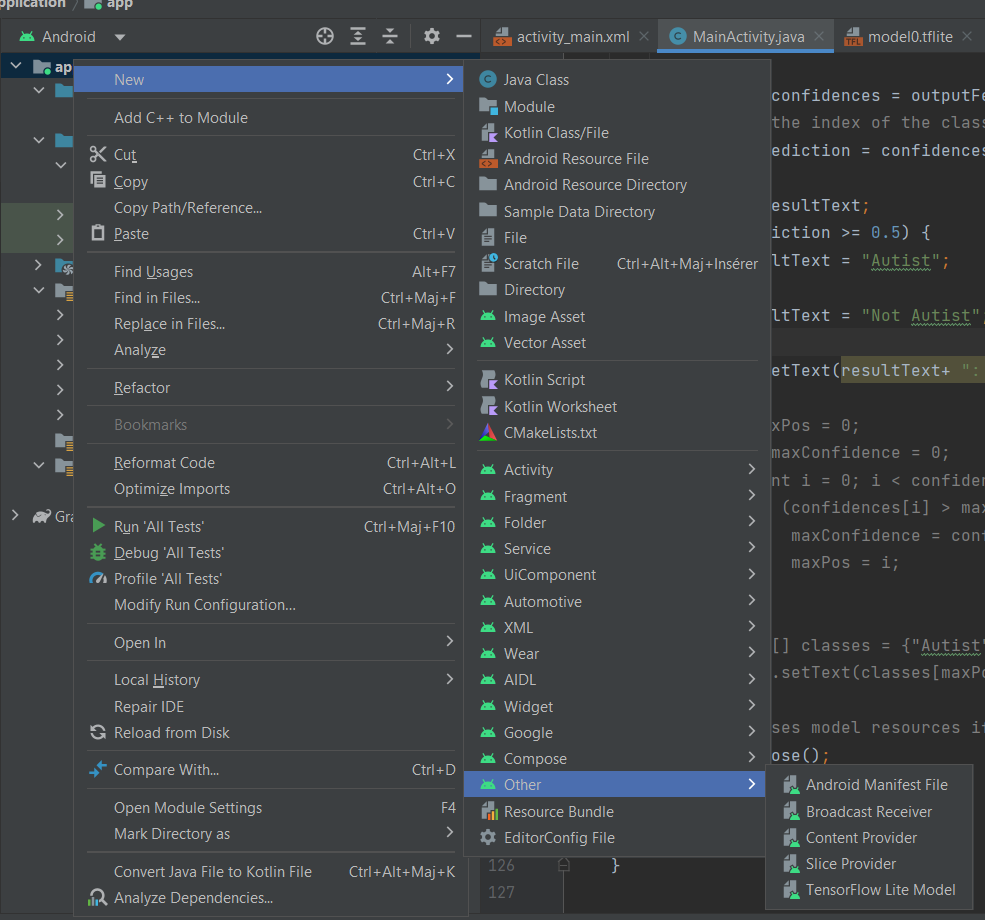 pplication
app
Android
activity_main.xml
MainActivity.java
model0.tflite
ap
Gra
New
Add C++ to Module
Cut Ctrl+X
Copy Ctrl+C
Copy Path/Reference...
Paste Ctrl+V
Find Usages Alt+F7
Find in Files... Ctrl+Maj+F
Replace in Files... Ctrl+Maj+R
Analyze
Refactor
Bookmarks
Reformat Code Ctrl+Alt+L
Optimize Imports Ctrl+Alt+O
Run 'All Tests' Ctrl+Maj+F10
Debug 'All Tests'
Profile 'All Tests'
Modify Run Configuration...
Open In
Local History
Repair IDE
Reload from Disk
Compare With... Ctrl+D
Open Module Settings F4
Mark Directory as
Convert Java File to Kotlin File Ctrl+Alt+Maj+K
Analyze Dependencies...
Java Class
Module
Kotlin Class/File
Android Resource File
Android Resource Directory
Sample Data Directory
File
Scratch File Ctrl+Alt+Maj+Insérer
Directory
Image Asset
Vector Asset
Kotlin Script
Kotlin Worksheet
CMakeLists.txt
Activity
Fragment
Folder
Service
UiComponent
Automotive
XML
Wear
AIDL
Widget
Google
Compose
Other
Resource Bundle
EditorConfig File
Android Manifest File
Broadcast Receiver
Content Provider
Slice Provider
TensorFlow Lite Model
confidences = outputFe
the index of the clas
ediction = confidences
esultText;
iction >= 0.5) {
ltText = "Autist";
ltText = "Not Autist";
etText(resultText+ ":
xPos = 0;
maxConfidence = 0;
nt i = 0; i < confiden
(confidences[i] > max
maxConfidence = conf
maxPos = i;
[] classes = {"Autist"
.setText(classes[maxPo
ses model resources if
ose();
126 }
127